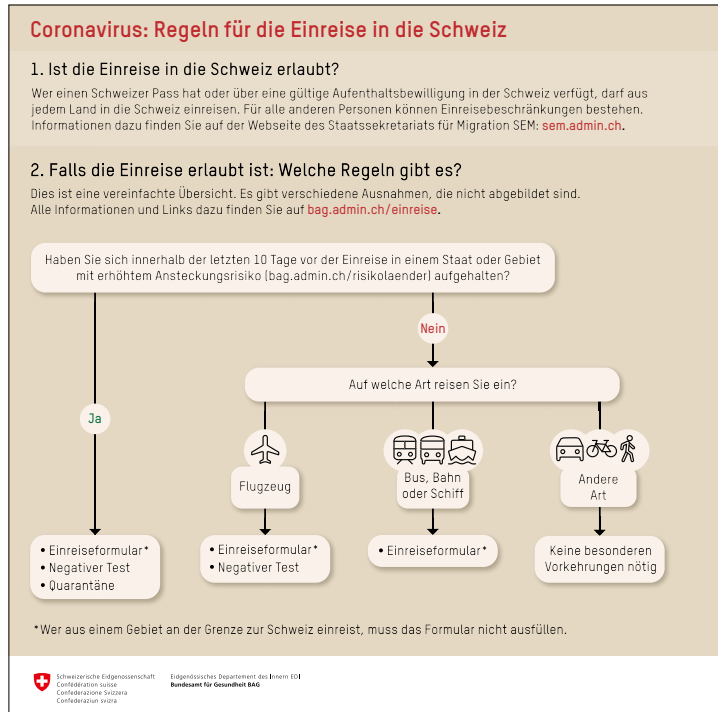 Coronavirus: Regeln für die Einreise in die Schweiz
1. Ist die Einreise in die Schweiz erlaubt?
Wer einen Schweizer Pass hat oder über eine gültige Aufenthaltsbewilligung in der Schweiz verfügt, darf aus
jedem Land in die Schweiz einreisen. Für alle anderen Personen können Einreisebeschränkungen bestehen.
Informationen dazu finden Sie auf der Webseite des Staatssekretariats für Migration SEM: sem.admin.ch.
2. Falls die Einreise erlaubt ist: Welche Regeln gibt es?
Dies ist eine vereinfachte Übersicht. Es gibt verschiedene Ausnahmen, die nicht abgebildet sind.
Alle Informationen und Links dazu finden Sie auf bag.admin.ch/einreise.
Haben Sie sich innerhalb der letzten 10 Tage vor der Einreise in einem Staat oder Gebiet
mit erhöhtem Ansteckungsrisiko (bag.admin.ch/risikolaender) aufgehalten?
Nein
Auf welche Art reisen Sie ein?
Ja
Flugzeug
Bus, Bahn
oder Schiff
Andere
Art
• Einreiseformular*
• Negativer Test
• Quarantäne
• Einreiseformular*
• Negativer Test
• Einreiseformular*
Keine besonderen
Vorkehrungen nötig
*Wer aus einem Gebiet an der Grenze zur Schweiz einreist, muss das Formular nicht ausfüllen.
Schweizerische Eidgenossenschaft
Confédération suisse
Confederazione Svizzera
Confederaziun svizra
Eidgenössisches Departement des Innern EDI
Bundesamt für Gesundheit BAG